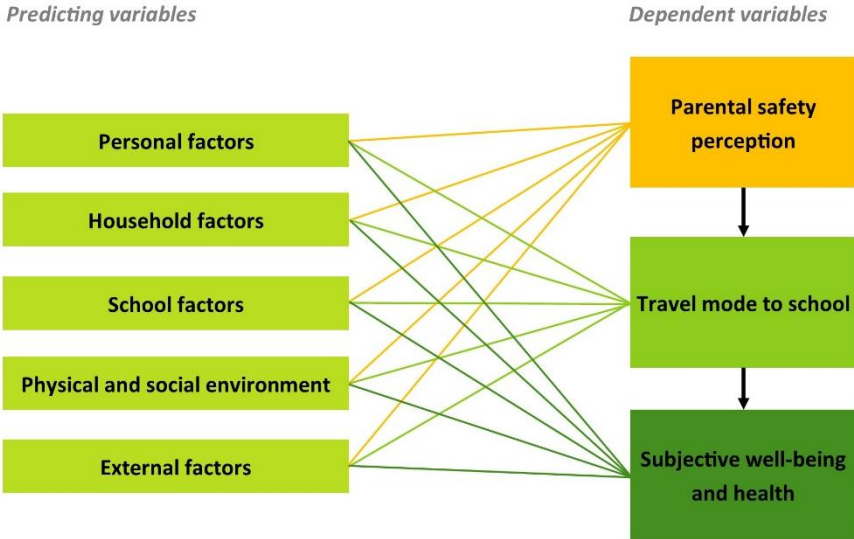 Predicting variables
Dependent variables
Personal factors
Household factors
School factors
Physical and social environment
External factors
Parental safety
perception
Travel mode to school
Subjective well-being
and health